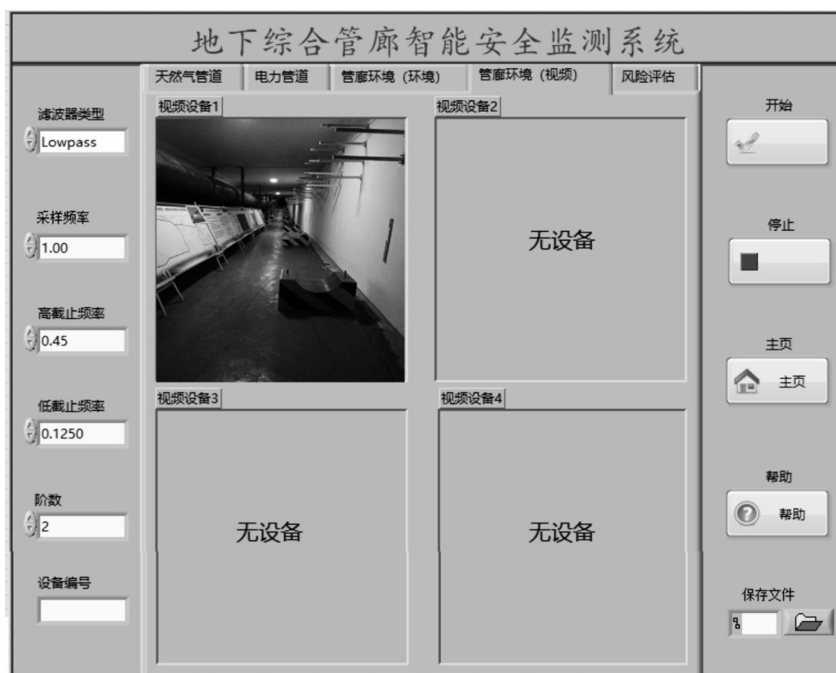 地下综合管廊智能安全监测系统
天然气管道 电力管道 管廊环境（环境） 管廊环境（视频） 风险评估
滤波器类型
Lowpass
采样频率
1.00
高截止频率
0.45
低截止频率
0.1250
阶数
2
设备编号
视频设备1
视频设备2
无设备
视频设备3
无设备
视频设备4
无设备
开始
停止
主页
主页
帮助
帮助
保存文件